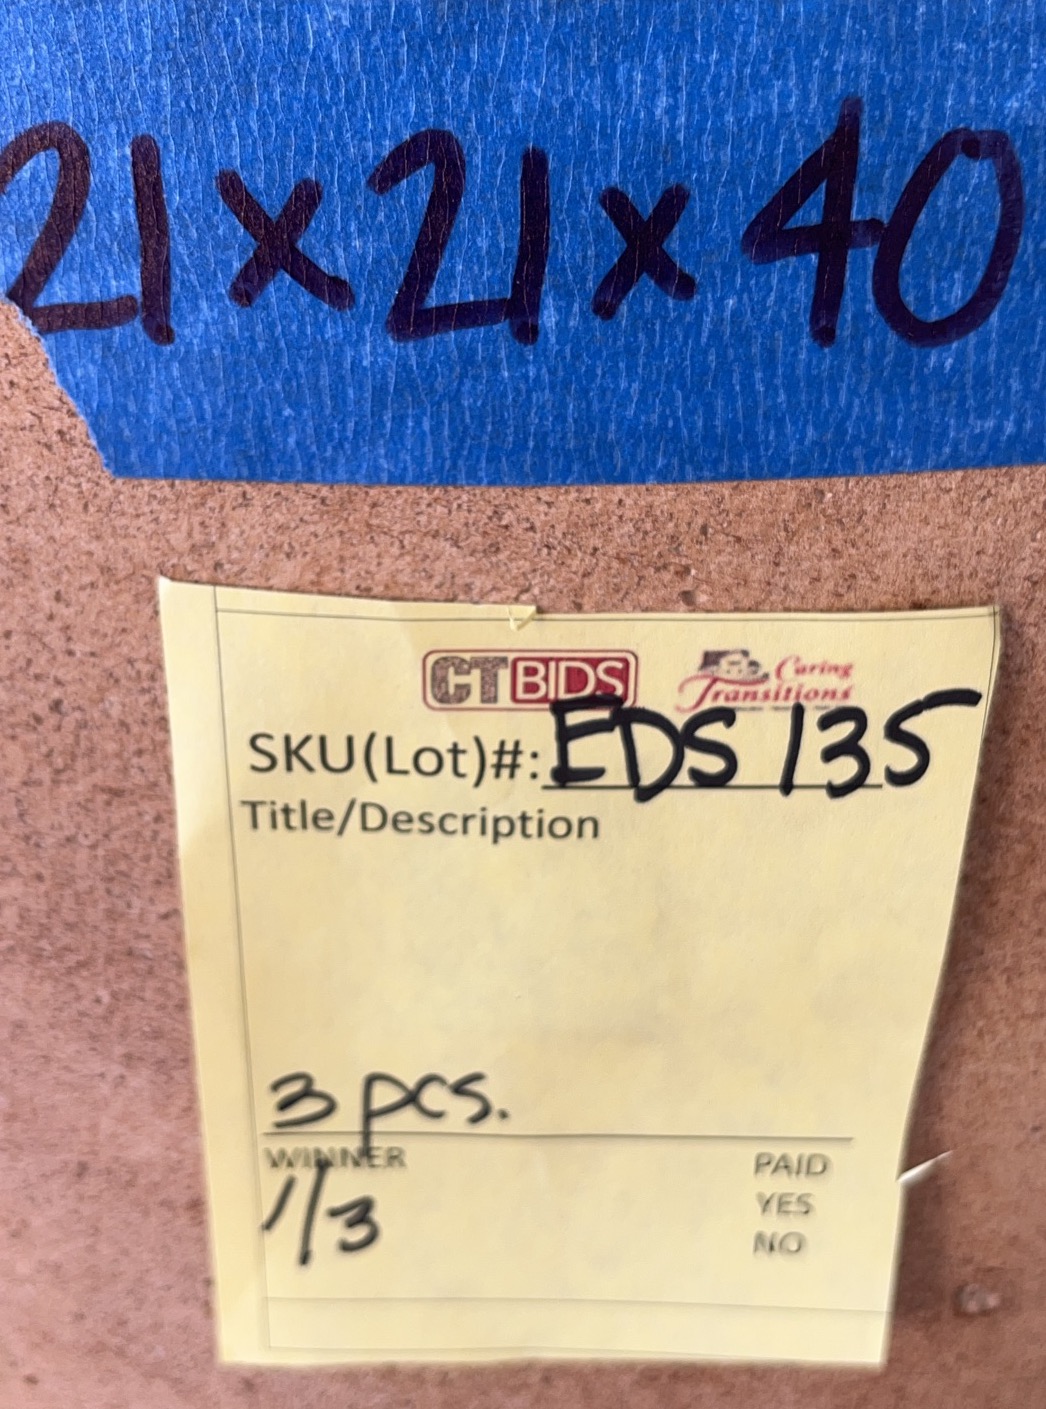 21x21x40
CTBIDS Caring Transitions
SKU(Lot)#: EDS 135
Title/Description
3 pcs.
WINNER PAID
1/3 YES
NO